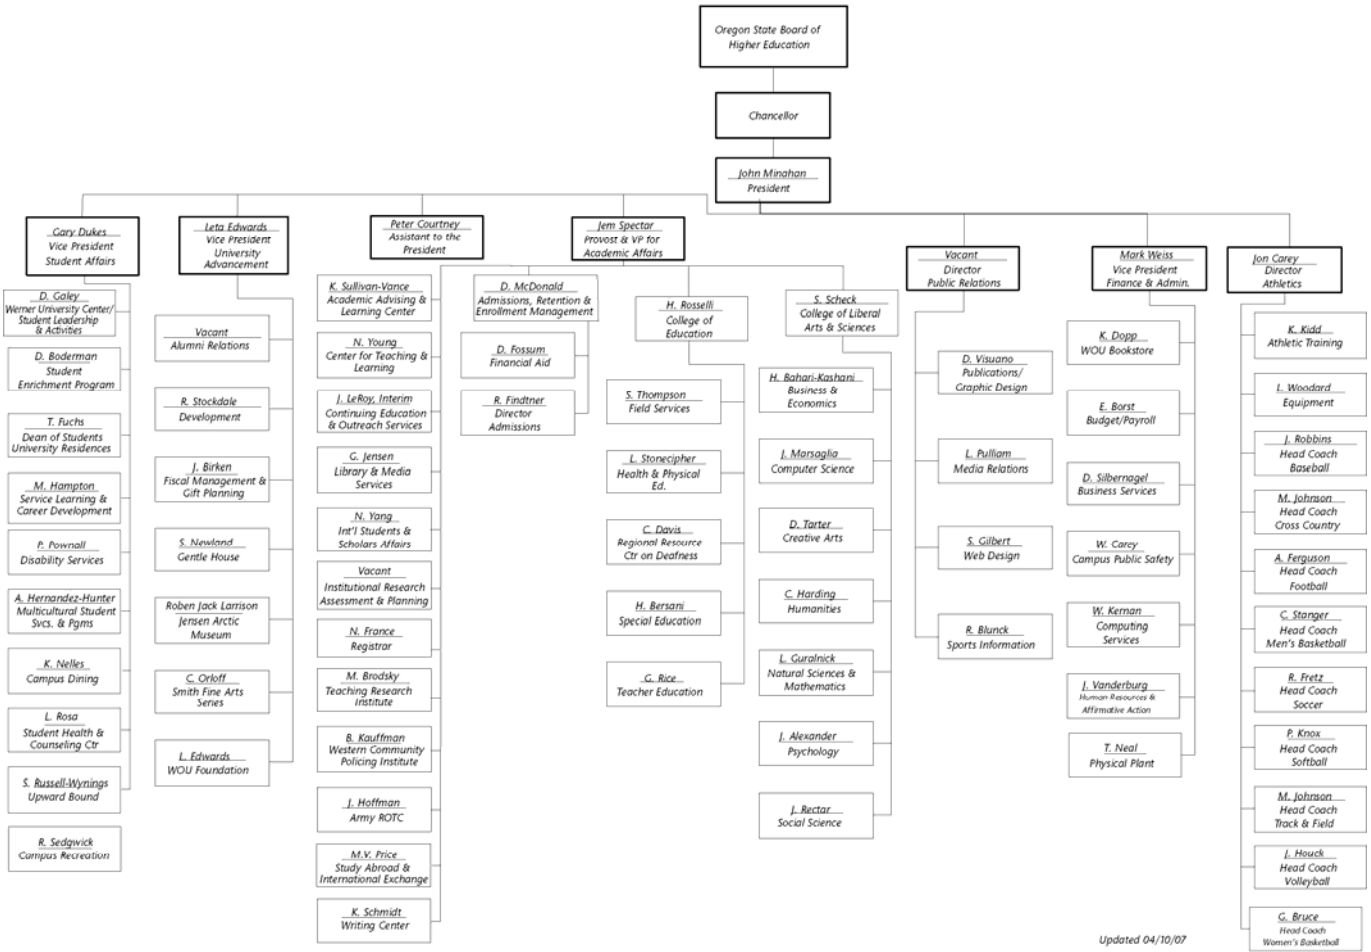 Oregon State Board of
Higher Education
Chancellor
John Minahan
President
Gary Dukes
Vice President
Student Affairs
Leta Edwards
Vice President
University
Advancement
Peter Courtney
Assistant to the
President
Jem Spectar
Provost & VP for
Academic Affairs
Vacant
Director
Public Relations
Mark Weiss
Vice President
Finance & Admin.
Jon Carey
Director
Athletics
D. Galey
Werner University Center/
Student Leadership
& Activities
D. Boderman
Student
Enrichment Program
T. Fuchs
Dean of Students
University Residences
M. Hampton
Service Learning &
Career Development
P. Pownall
Disability Services
A. Hernandez-Hunter
Multicultural Student
Svcs. & Pgms
K. Nelles
Campus Dining
L. Rosa
Student Health &
Counseling Ctr
S. Russell-Wynings
Upward Bound
R. Sedgwick
Campus Recreation
Vacant
Alumni Relations
R. Stockdale
Development
J. Birken
Fiscal Management &
Gift Planning
S. Newland
Gentle House
Roben Jack Larrison
Jensen Arctic
Museum
C. Orloff
Smith Fine Arts
Series
L. Edwards
WOU Foundation
K. Sullivan-Vance
Academic Advising &
Learning Center
N. Young
Center for Teaching &
Learning
J. LeRoy, Interim
Continuing Education
& Outreach Services
G. Jensen
Library & Media
Services
N. Yang
Int'l Students &
Scholars Affairs
Vacant
Institutional Research
Assessment & Planning
N. France
Registrar
M. Brodsky
Teaching Research
Institute
B. Kauffman
Western Community
Policing Institute
J. Hoffman
Army ROTC
M.V. Price
Study Abroad &
International Exchange
K. Schmidt
Writing Center
D. McDonald
Admissions, Retention &
Enrollment Management
D. Fossum
Financial Aid
R. Findtner
Director
Admissions
H. Rosselli
College of
Education
S. Thompson
Field Services
L. Stonecipher
Health & Physical
Ed.
C. Davis
Regional Resource
Ctr on Deafness
H. Bersani
Special Education
G. Rice
Teacher Education
S. Scheck
College of Liberal
Arts & Sciences
H. Bahari-Kashani
Business &
Economics
J. Marsaglia
Computer Science
D. Tarter
Creative Arts
C. Harding
Humanities
L. Guralnick
Natural Sciences &
Mathematics
J. Alexander
Psychology
J. Rectar
Social Science
D. Visuano
Publications/
Graphic Design
L. Pulliam
Media Relations
S. Gilbert
Web Design
R. Blunck
Sports Information
K. Dopp
WOU Bookstore
E. Borst
Budget/Payroll
D. Silbernagel
Business Services
W. Carey
Campus Public Safety
W. Kernan
Computing
Services
J. Vanderburg
Human Resources &
Affirmative Action
T. Neal
Physical Plant
K. Kidd
Athletic Training
L. Woodard
Equipment
J. Robbins
Head Coach
Baseball
M. Johnson
Head Coach
Cross Country
A. Ferguson
Head Coach
Football
C. Stanger
Head Coach
Men's Basketball
R. Fretz
Head Coach
Soccer
P. Knox
Head Coach
Softball
M. Johnson
Head Coach
Track & Field
J. Houck
Head Coach
Volleyball
G. Bruce
Head Coach
Women's Basketball
Updated 04/10/07